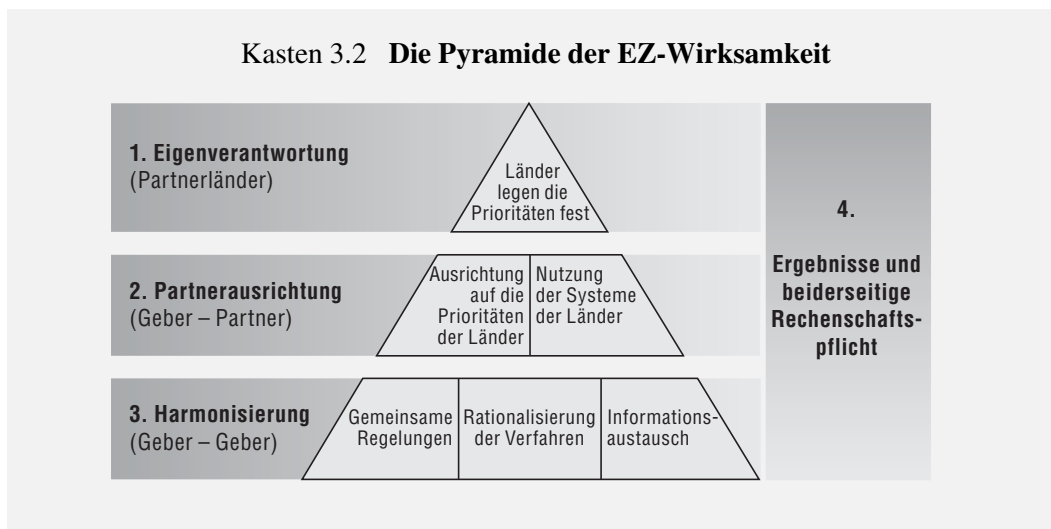 Kasten 3.2 Die Pyramide der EZ-Wirksamkeit
1. Eigenverantwortung
(Partnerländer)
Länder
legen die
Prioritäten fest
2. Partnerausrichtung
(Geber – Partner)
Ausrichtung
auf die
Prioritäten
der Länder
Nutzung
der Systeme
der Länder
3. Harmonisierung
(Geber – Geber)
Gemeinsame
Regelungen
Rationalisierung
der Verfahren
Informations-
austausch
4.
Ergebnisse und
beiderseitige
Rechenschafts-
pflicht